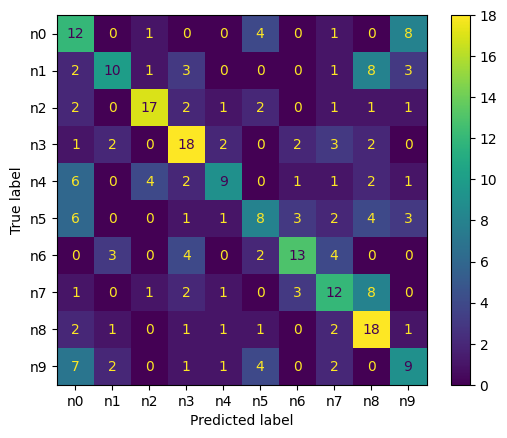 n0 12 0 1 0 0 4 0 1 0 8
n1 2 10 1 3 0 0 0 1 8 3
n2 2 0 17 2 1 2 0 1 1 1
n3 1 2 0 18 2 0 2 3 2 0
n4 6 0 4 2 9 0 1 1 2 1
n5 6 0 0 1 1 8 3 2 4 3
n6 0 3 0 4 0 2 13 4 0 0
n7 1 0 1 2 1 0 3 12 8 0
n8 2 1 0 1 1 1 0 2 18 1
n9 7 2 0 1 1 4 0 2 0 9
n0 n1 n2 n3 n4 n5 n6 n7 n8 n9
Predicted label
True label
18
16
14
12
10
8
6
4
2
0